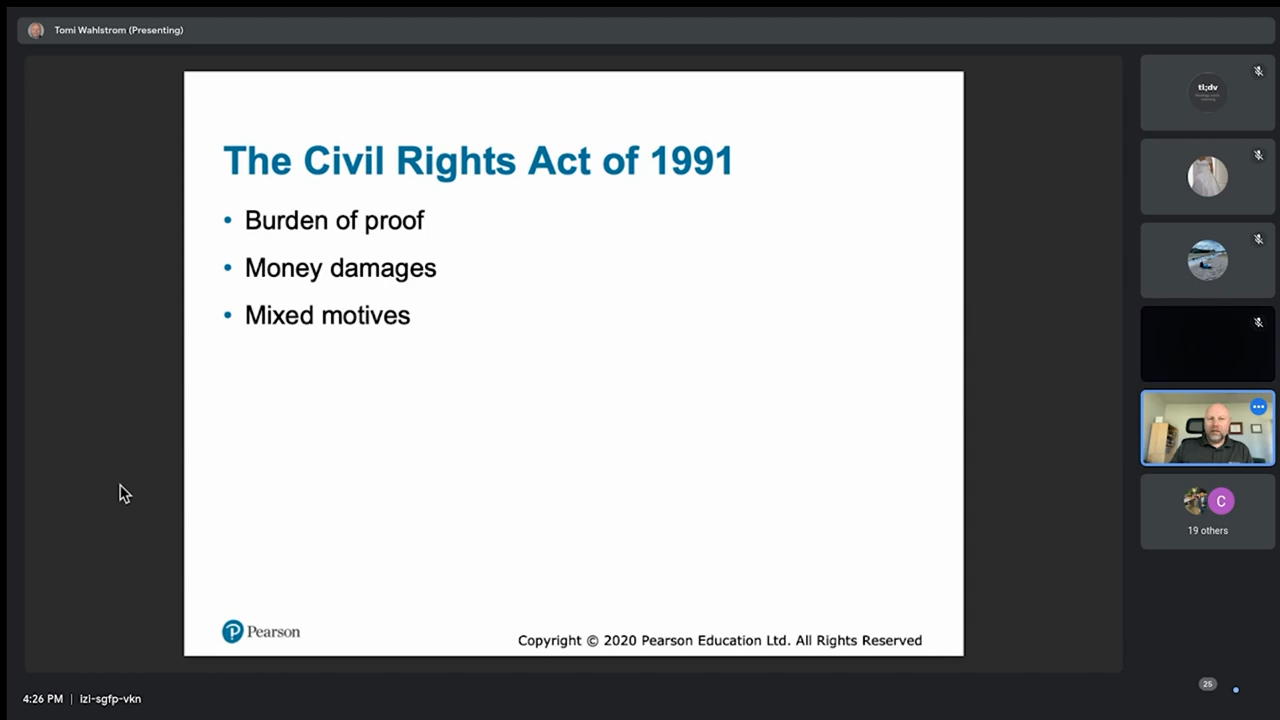 Tomi Wahlstrom (Presenting)
The Civil Rights Act of 1991
• Burden of proof
• Money damages
• Mixed motives
Pearson
Copyright © 2020 Pearson Education Ltd. All Rights Reserved
tl;dv
C
19 others
4:26 PM | izi-sgfp-vkn
25